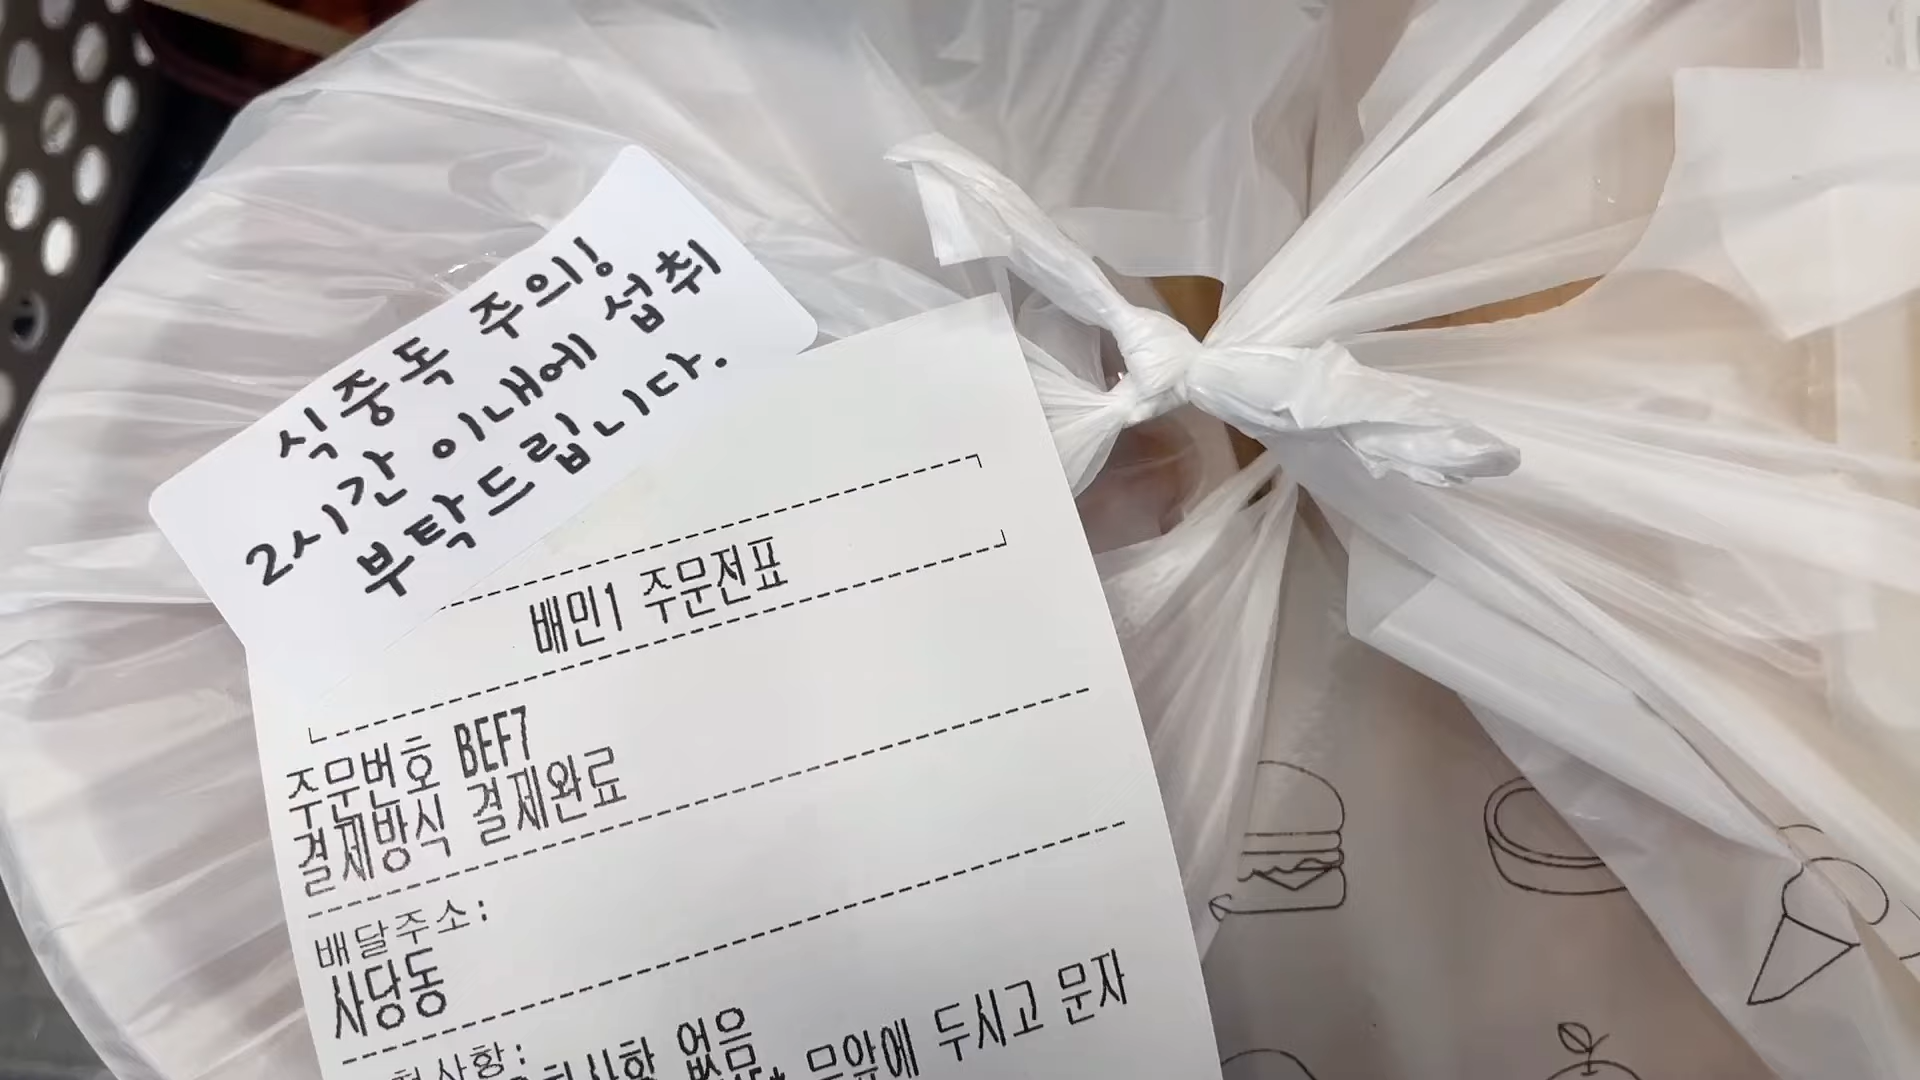 식중독 주의!
2시간 이내에 섭취
부탁드립니다.
배민1 주문전표
주문번호 BEF7
결제방식 결제완료
배달주소:
사당동
없음
문앞에 두시고 문자